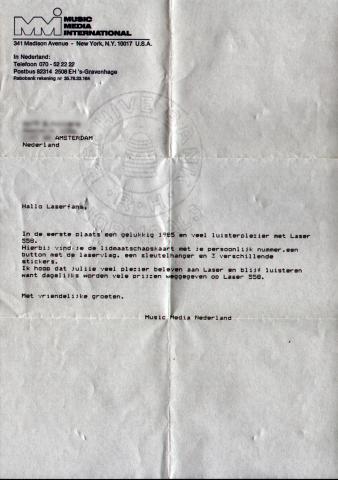 MMI
MUSIC
MEDIA
INTERNATIONAL
341 Madison Avenue - New York, N.Y. 10017 U.S.A.
In Nederland:
Telefoon 070 - 52 22 22
Postbus 82314 2508 EH 's-Gravenhage
Rabobank rekening nr
AMSTERDAM
Nederland
Hallo Laserfans,
In de eerste plaats een gelukkig 1985 en veel luisterplezier met Laser
558.
Hierbij vind je de lidmaatschapskaart met je persoonlijk nummer,een
button met de laservlag, een sleutelhanger en 3 verschillende
stickers.
Ik hoop dat jullie veel plezier beleven aan Laser en blijf luisteren
want dagelijks worden vele prijzen weggegeven op Laser 558.
Met vriendelijke groeten.
Music Media Nederland